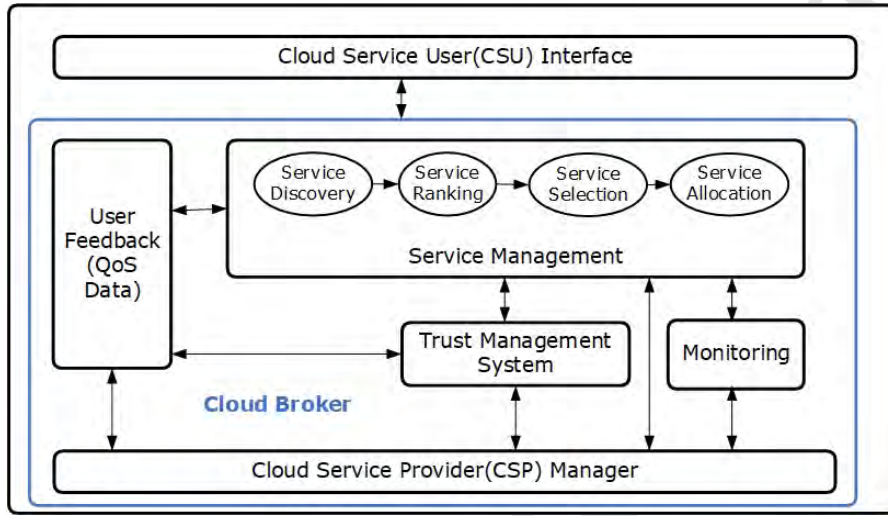 Cloud Service User(CSU) Interface
User
Feedback
(QoS
Data)
Service
Discovery
Service
Ranking
Service
Selection
Service
Allocation
Service Management
Trust Management
System
Monitoring
Cloud Broker
Cloud Service Provider(CSP) Manager